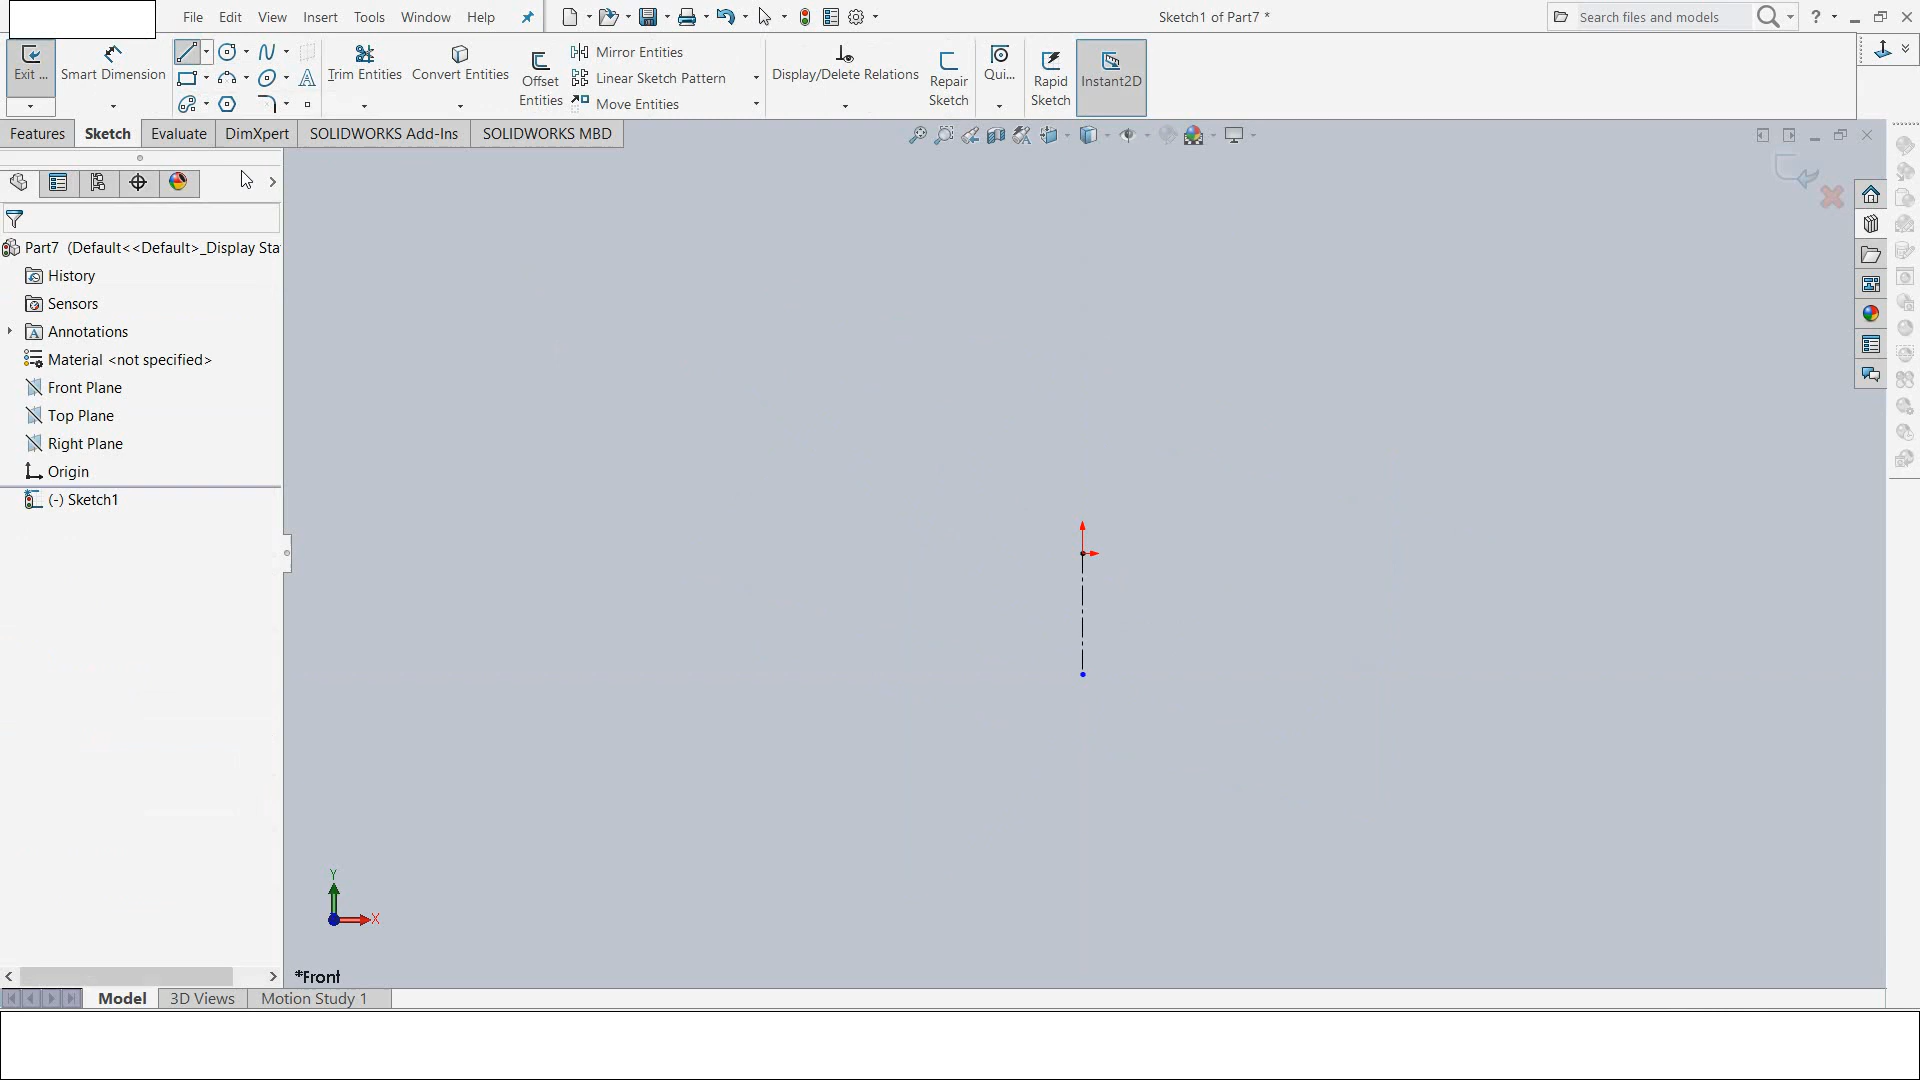 File Edit View Insert Tools Window Help
Sketch1 of Part7 *
Search files and models
?
Exit ...
Smart Dimension
Trim Entities
Convert Entities
Offset
Entities
Mirror Entities
Linear Sketch Pattern
Move Entities
Display/Delete Relations
Repair
Sketch
Qui...
Rapid
Sketch
Instant2D
Features Sketch Evaluate DimXpert SOLIDWORKS Add-Ins SOLIDWORKS MBD
Part7 (Default<<Default>_Display Sta
History
Sensors
Annotations
Material <not specified>
Front Plane
Top Plane
Right Plane
Origin
(-) Sketch1
Y
X
*Front
Model 3D Views Motion Study 1